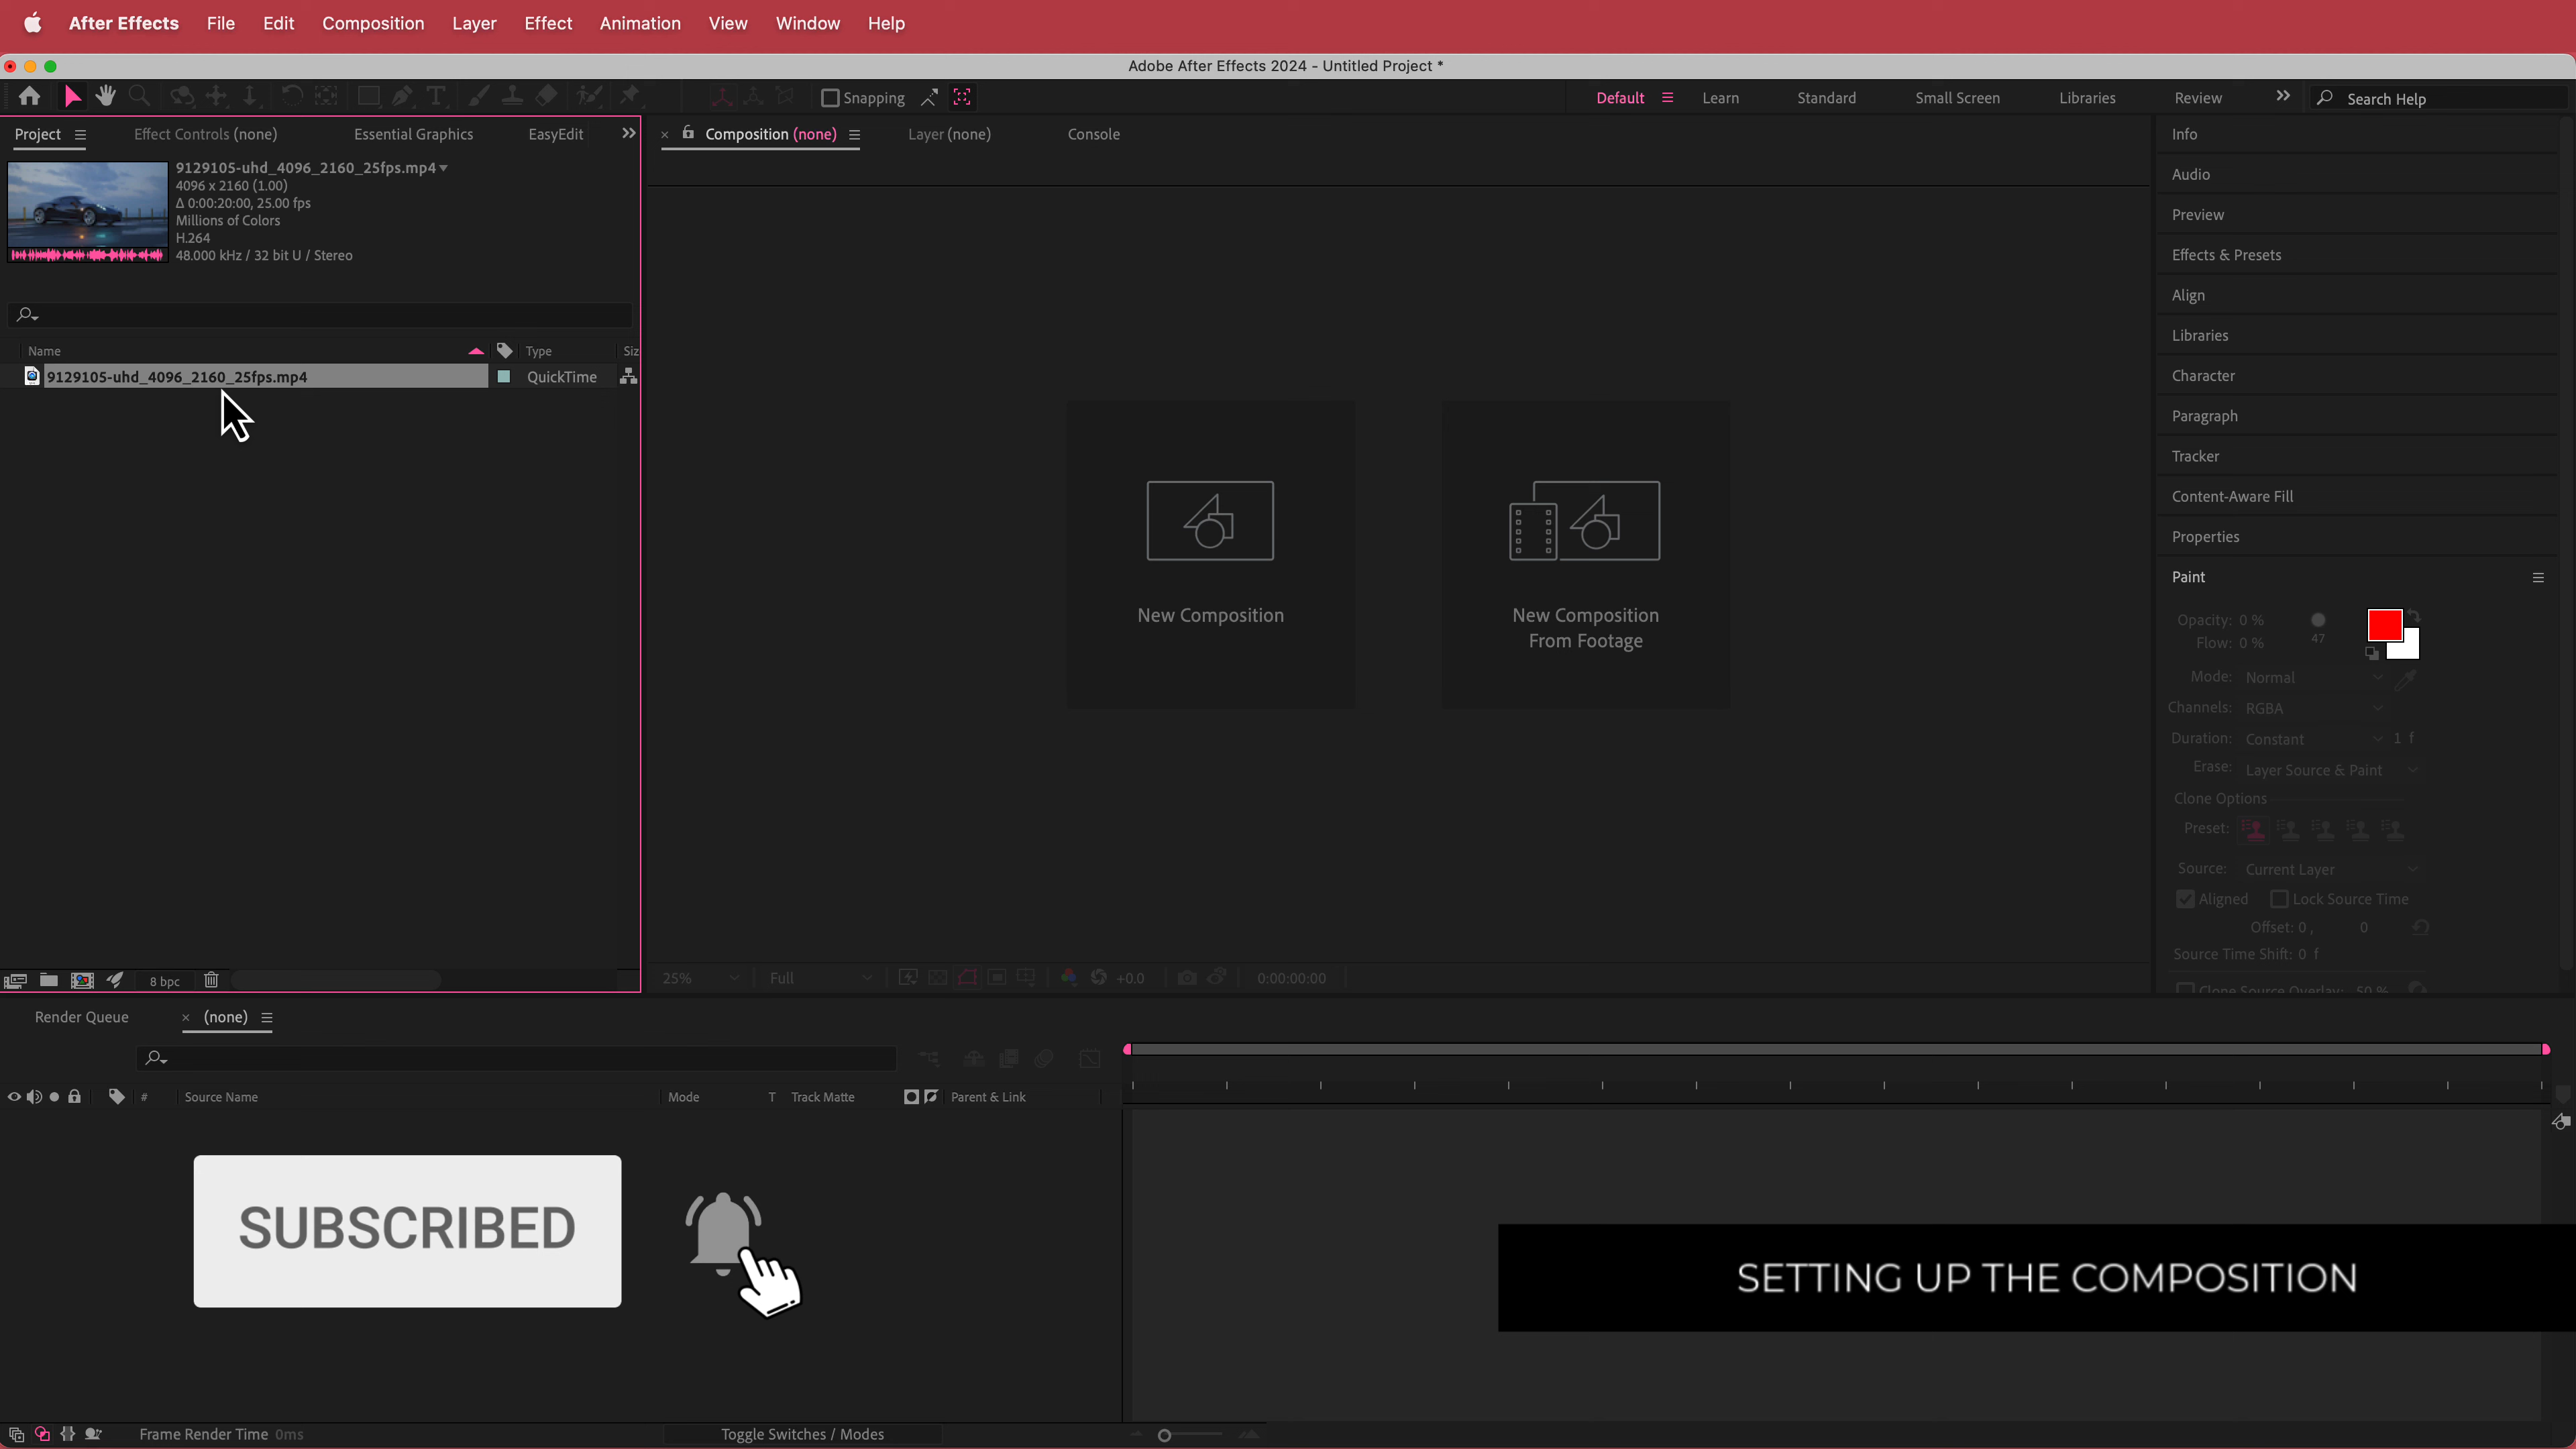 After Effects File Edit Composition Layer Effect Animation View Window Help
Adobe After Effects 2024 - Untitled Project *
Snapping
Default Learn Standard Small Screen Libraries Review Search Help
Project Effect Controls (none) Essential Graphics EasyEdit
Composition (none) Layer (none) Console
9129105-uhd_4096_2160_25fps.mp4
4096 x 2160 (1.00)
Δ 0:00:20:00, 25.00 fps
Millions of Colors
H.264
48.000 kHz / 32 bit U / Stereo
Name Type Siz
9129105-uhd_4096_2160_25fps.mp4 QuickTime
New Composition
New Composition
From Footage
Info
Audio
Preview
Effects & Presets
Align
Libraries
Character
Paragraph
Tracker
Content-Aware Fill
Properties
Paint
Opacity: 0 %
Flow: 0 %
47
Mode: Normal
Channels: RGBA
Duration: Constant 1 f
Erase: Layer Source & Paint
Clone Options
Preset:
Source: Current Layer
Aligned Lock Source Time
Offset: 0 , 0
Source Time Shift: 0 f
Clone Source Overlay: 50 %
8 bpc
25% Full +0.0 0:00:00:00
Render Queue (none)
# Source Name Mode T Track Matte Parent & Link
SUBSCRIBED
SETTING UP THE COMPOSITION
Frame Render Time 0ms Toggle Switches / Modes